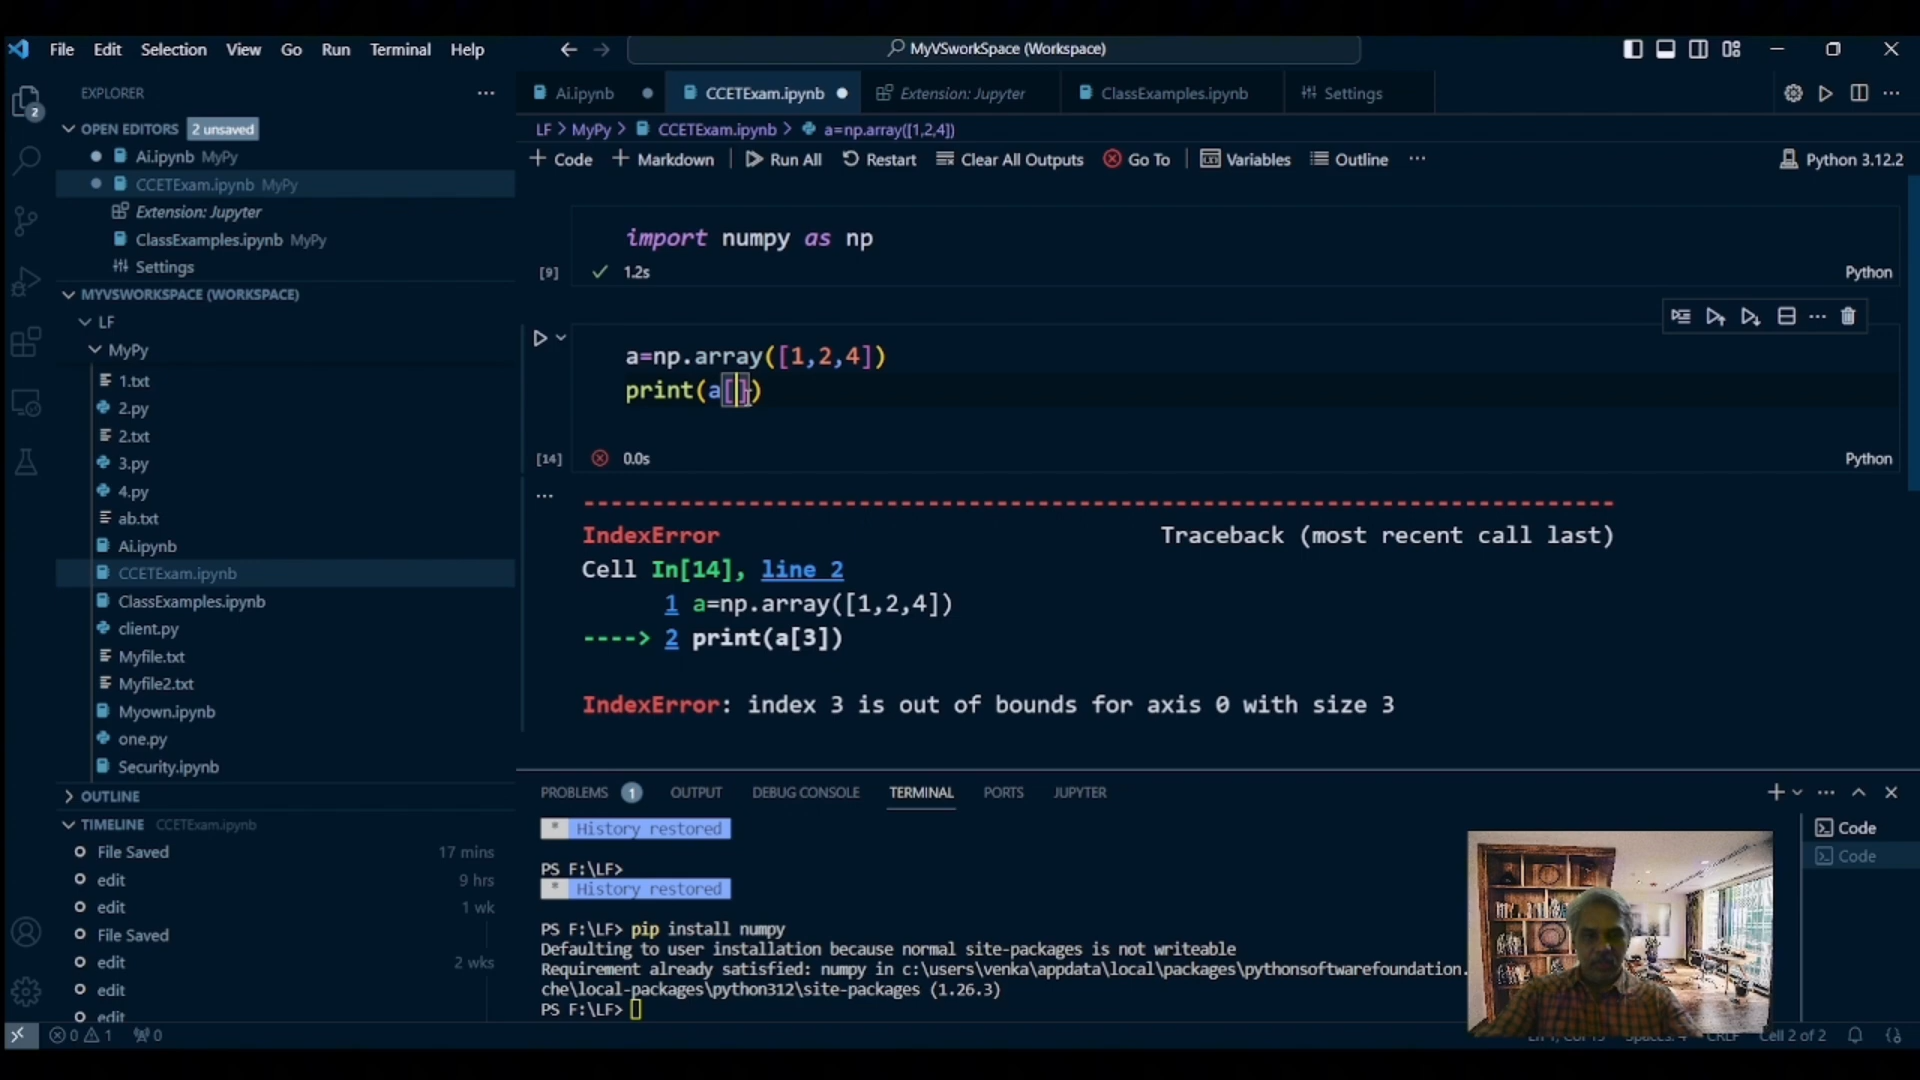 File Edit Selection View Go Run Terminal Help
MyVSworkSpace (Workspace)
EXPLORER
Ai.ipynb CCETExam.ipynb Extension: Jupyter ClassExamples.ipynb Settings
2
OPEN EDITORS 2 unsaved
Ai.ipynb MyPy
CCETExam.ipynb MyPy
Extension: Jupyter
ClassExamples.ipynb MyPy
Settings
MYVSWORKSPACE (WORKSPACE)
LF
MyPy
1.txt
2.py
2.txt
3.py
4.py
ab.txt
Ai.ipynb
CCETExam.ipynb
ClassExamples.ipynb
client.py
Myfile.txt
Myfile2.txt
Myown.ipynb
one.py
Security.ipynb
OUTLINE
TIMELINE CCETExam.ipynb
File Saved 17 mins
edit 9 hrs
edit 1 wk
File Saved
edit 2 wks
edit
edit
LF > MyPy > CCETExam.ipynb > a=np.array([1,2,4])
+ Code + Markdown Run All Restart Clear All Outputs Go To Variables Outline ... Python 3.12.2
import numpy as np
[9] 1.2s Python
a=np.array([1,2,4])
print(a[])
[14] 0.0s Python
---------------------------------------------------------------------------
IndexError Traceback (most recent call last)
Cell In[14], line 2
1 a=np.array([1,2,4])
----> 2 print(a[3])
IndexError: index 3 is out of bounds for axis 0 with size 3
PROBLEMS 1 OUTPUT DEBUG CONSOLE TERMINAL PORTS JUPYTER
* History restored
PS F:\LF>
* History restored
PS F:\LF> pip install numpy
Defaulting to user installation because normal site-packages is not writeable
Requirement already satisfied: numpy in c:\users\venka\appdata\local\packages\pythonsoftwarefoundation.
che\local-packages\python312\site-packages (1.26.3)
PS F:\LF>
Code
Code
0 1 0
CRLF Cell 2 of 2